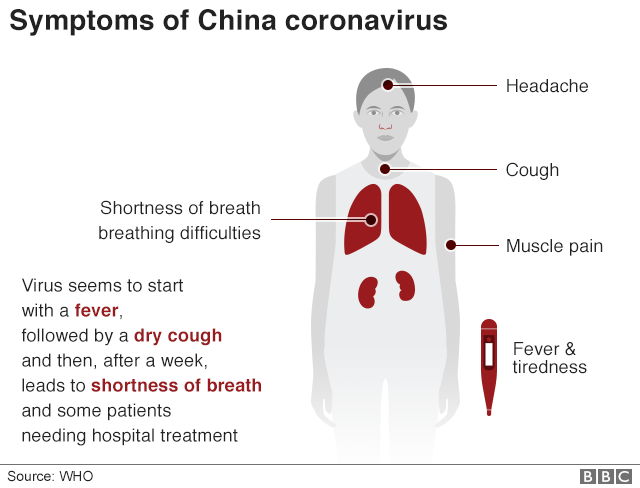 Symptoms of China coronavirus
Headache
Cough
Shortness of breath
breathing difficulties
Muscle pain
Virus seems to start
with a fever,
followed by a dry cough
and then, after a week,
leads to shortness of breath
and some patients
needing hospital treatment
Fever &
tiredness
Source: WHO
BBC